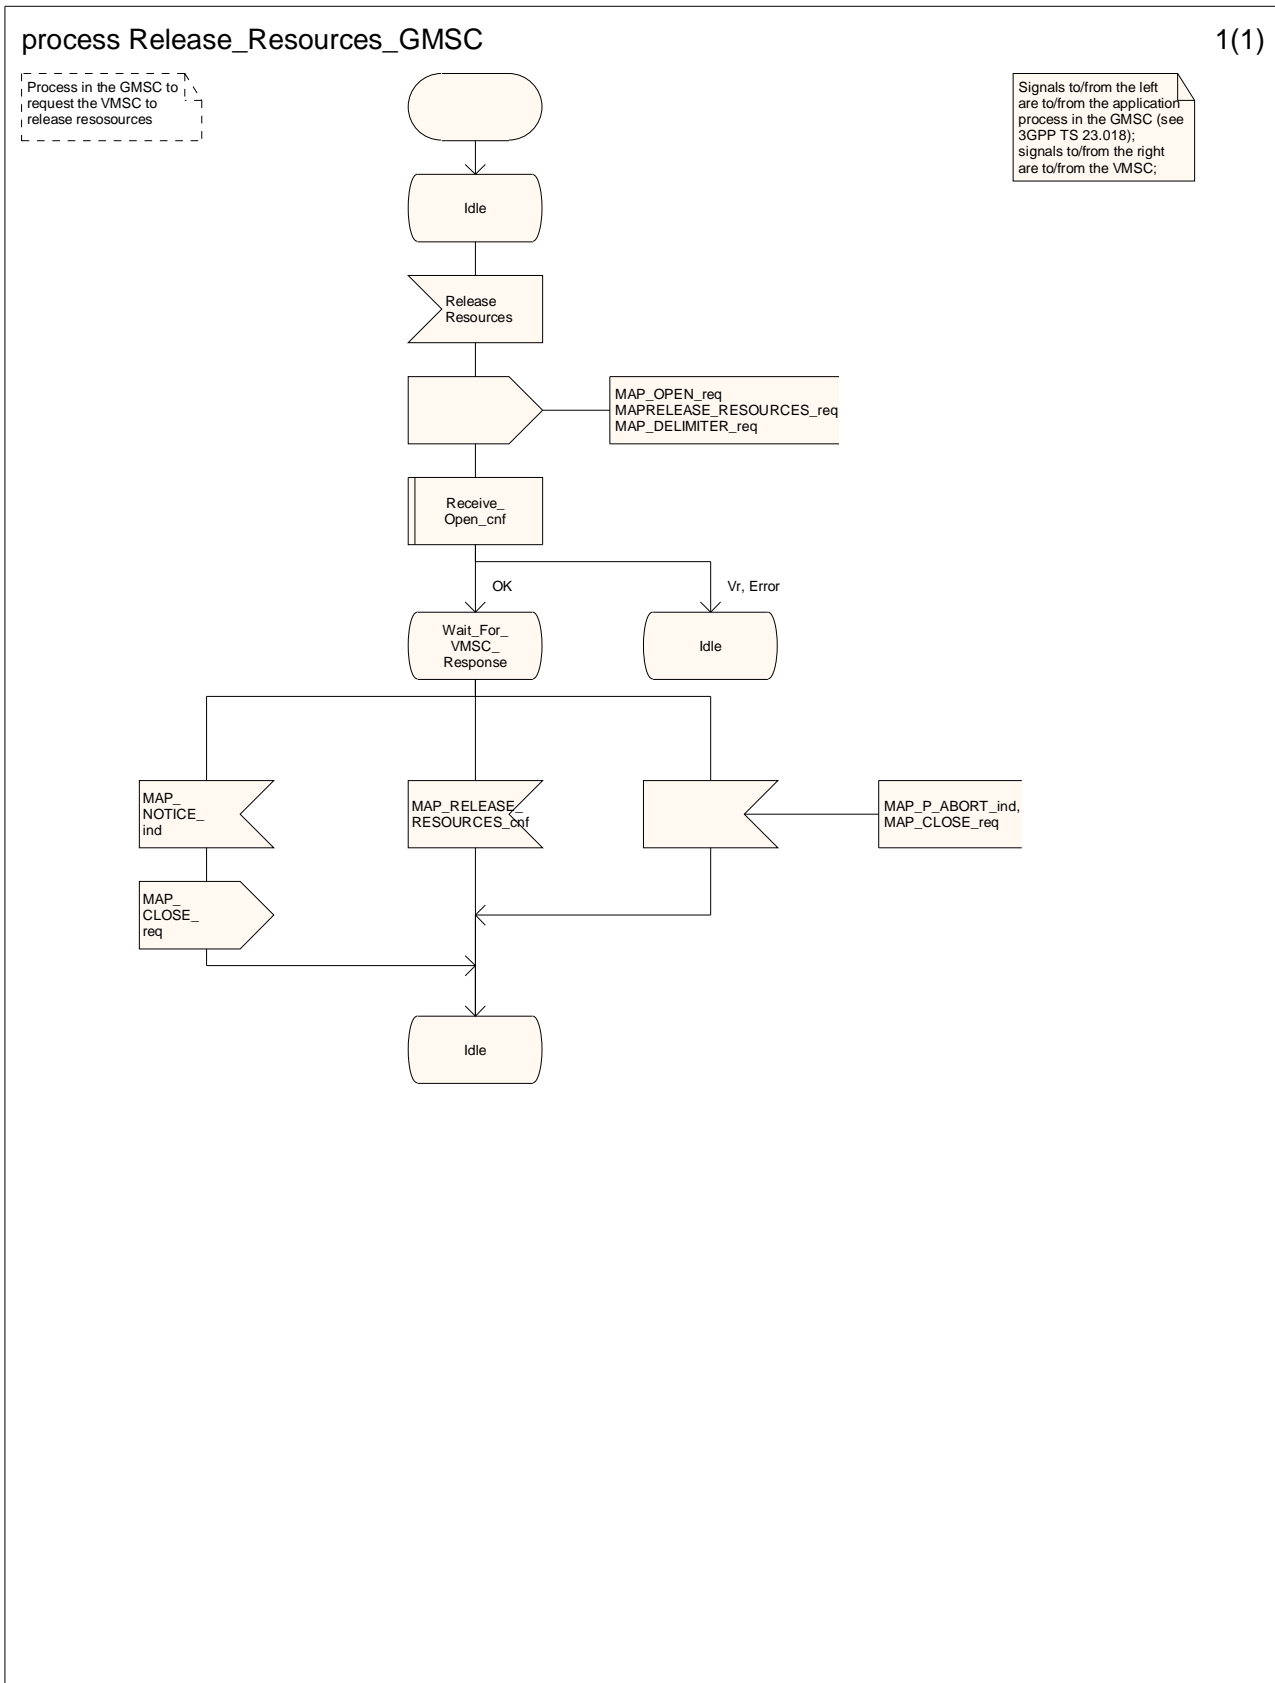 process Release_Resources_GMSC
1(1)
Process in the GMSC to
request the VMSC to
release resosources
Signals to/from the left
are to/from the application
process in the GMSC (see
3GPP TS 23.018);
signals to/from the right
are to/from the VMSC;
Idle
Release
Resources
MAP_OPEN_req
MAPRELEASE_RESOURCES_req
MAP_DELIMITER_req
Receive_
Open_cnf
OK
Vr, Error
Wait_For_
VMSC_
Response
Idle
MAP_
NOTICE_
ind
MAP_RELEASE_
RESOURCES_cnf
MAP_P_ABORT_ind,
MAP_CLOSE_req
MAP_
CLOSE_
req
Idle